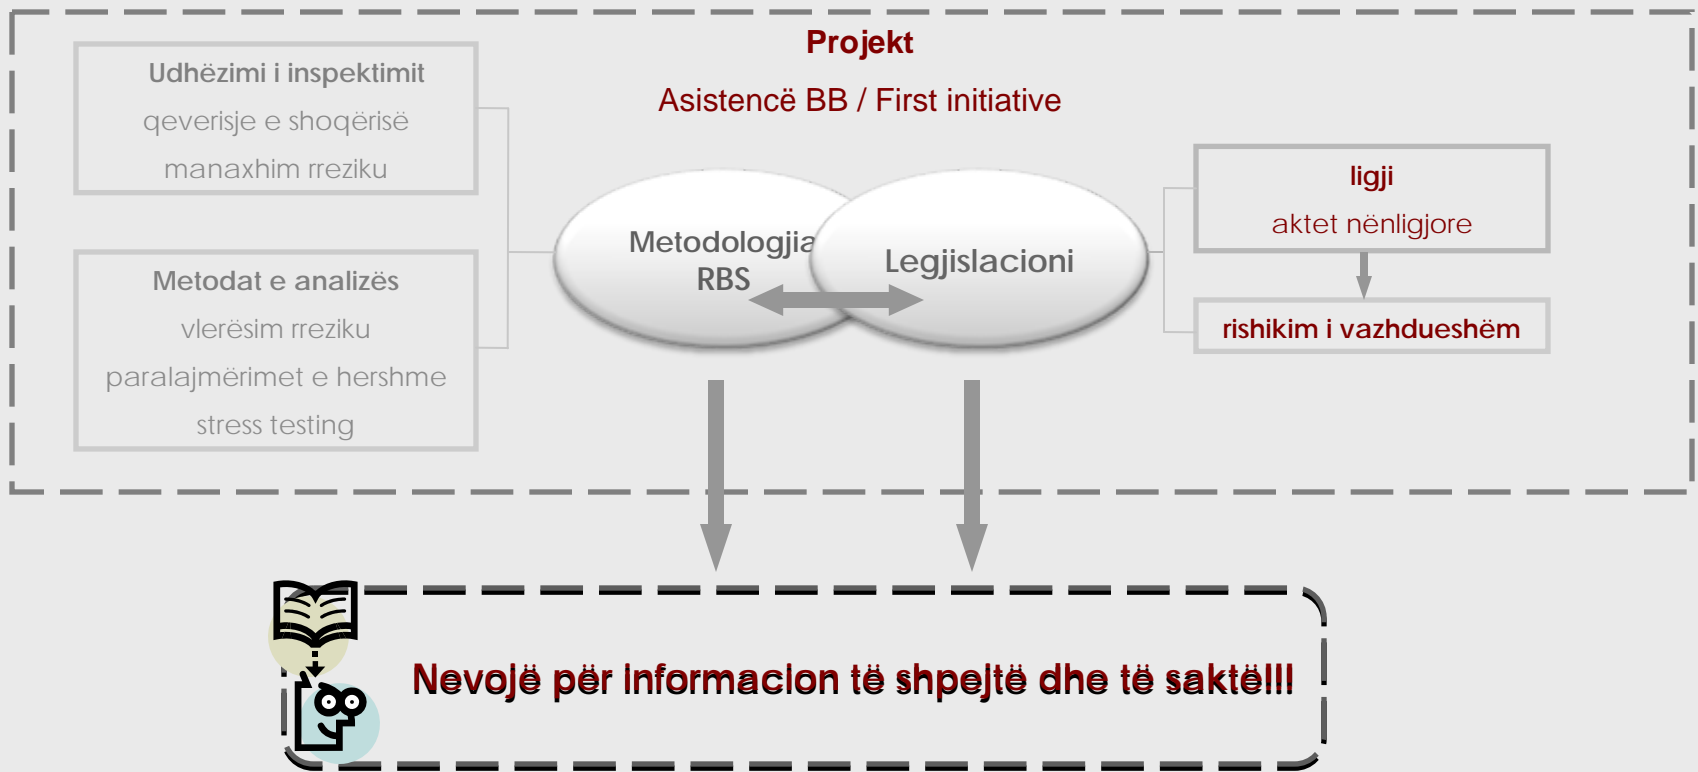 Projekt
Asistencë BB / First initiative
Udhëzimi i inspektimit
qeverisje e shoqërisë
manaxhim rreziku
Metodat e analizës
vlerësim rreziku
paralajmërimet e hershme
stress testing
Metodologjia
RBS
Legjislacioni
ligji
aktet nënligjore
rishikim i vazhdueshëm
Nevojë për informacion të shpejtë dhe të saktë!!!